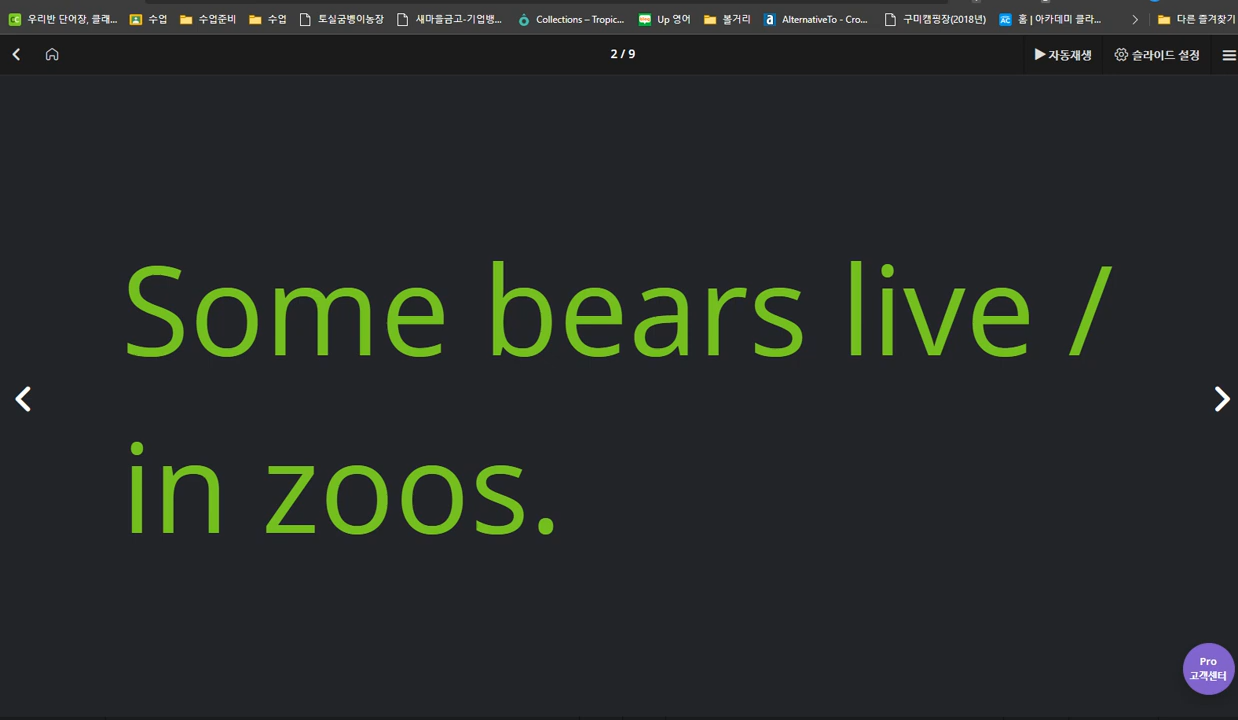 우리반 단어장, 클래... 수업 수업준비 수업 토실굼벵이농장 새마을금고-기업뱅... Collections – Tropic... Up 영어 볼거리 AlternativeTo - Cro... 구미캠핑장(2018년) 홈 | 아카데미 클라... 다른 즐겨찾기
2 / 9 자동재생 슬라이드 설정
Some bears live /
in zoos.
Pro
고객센터